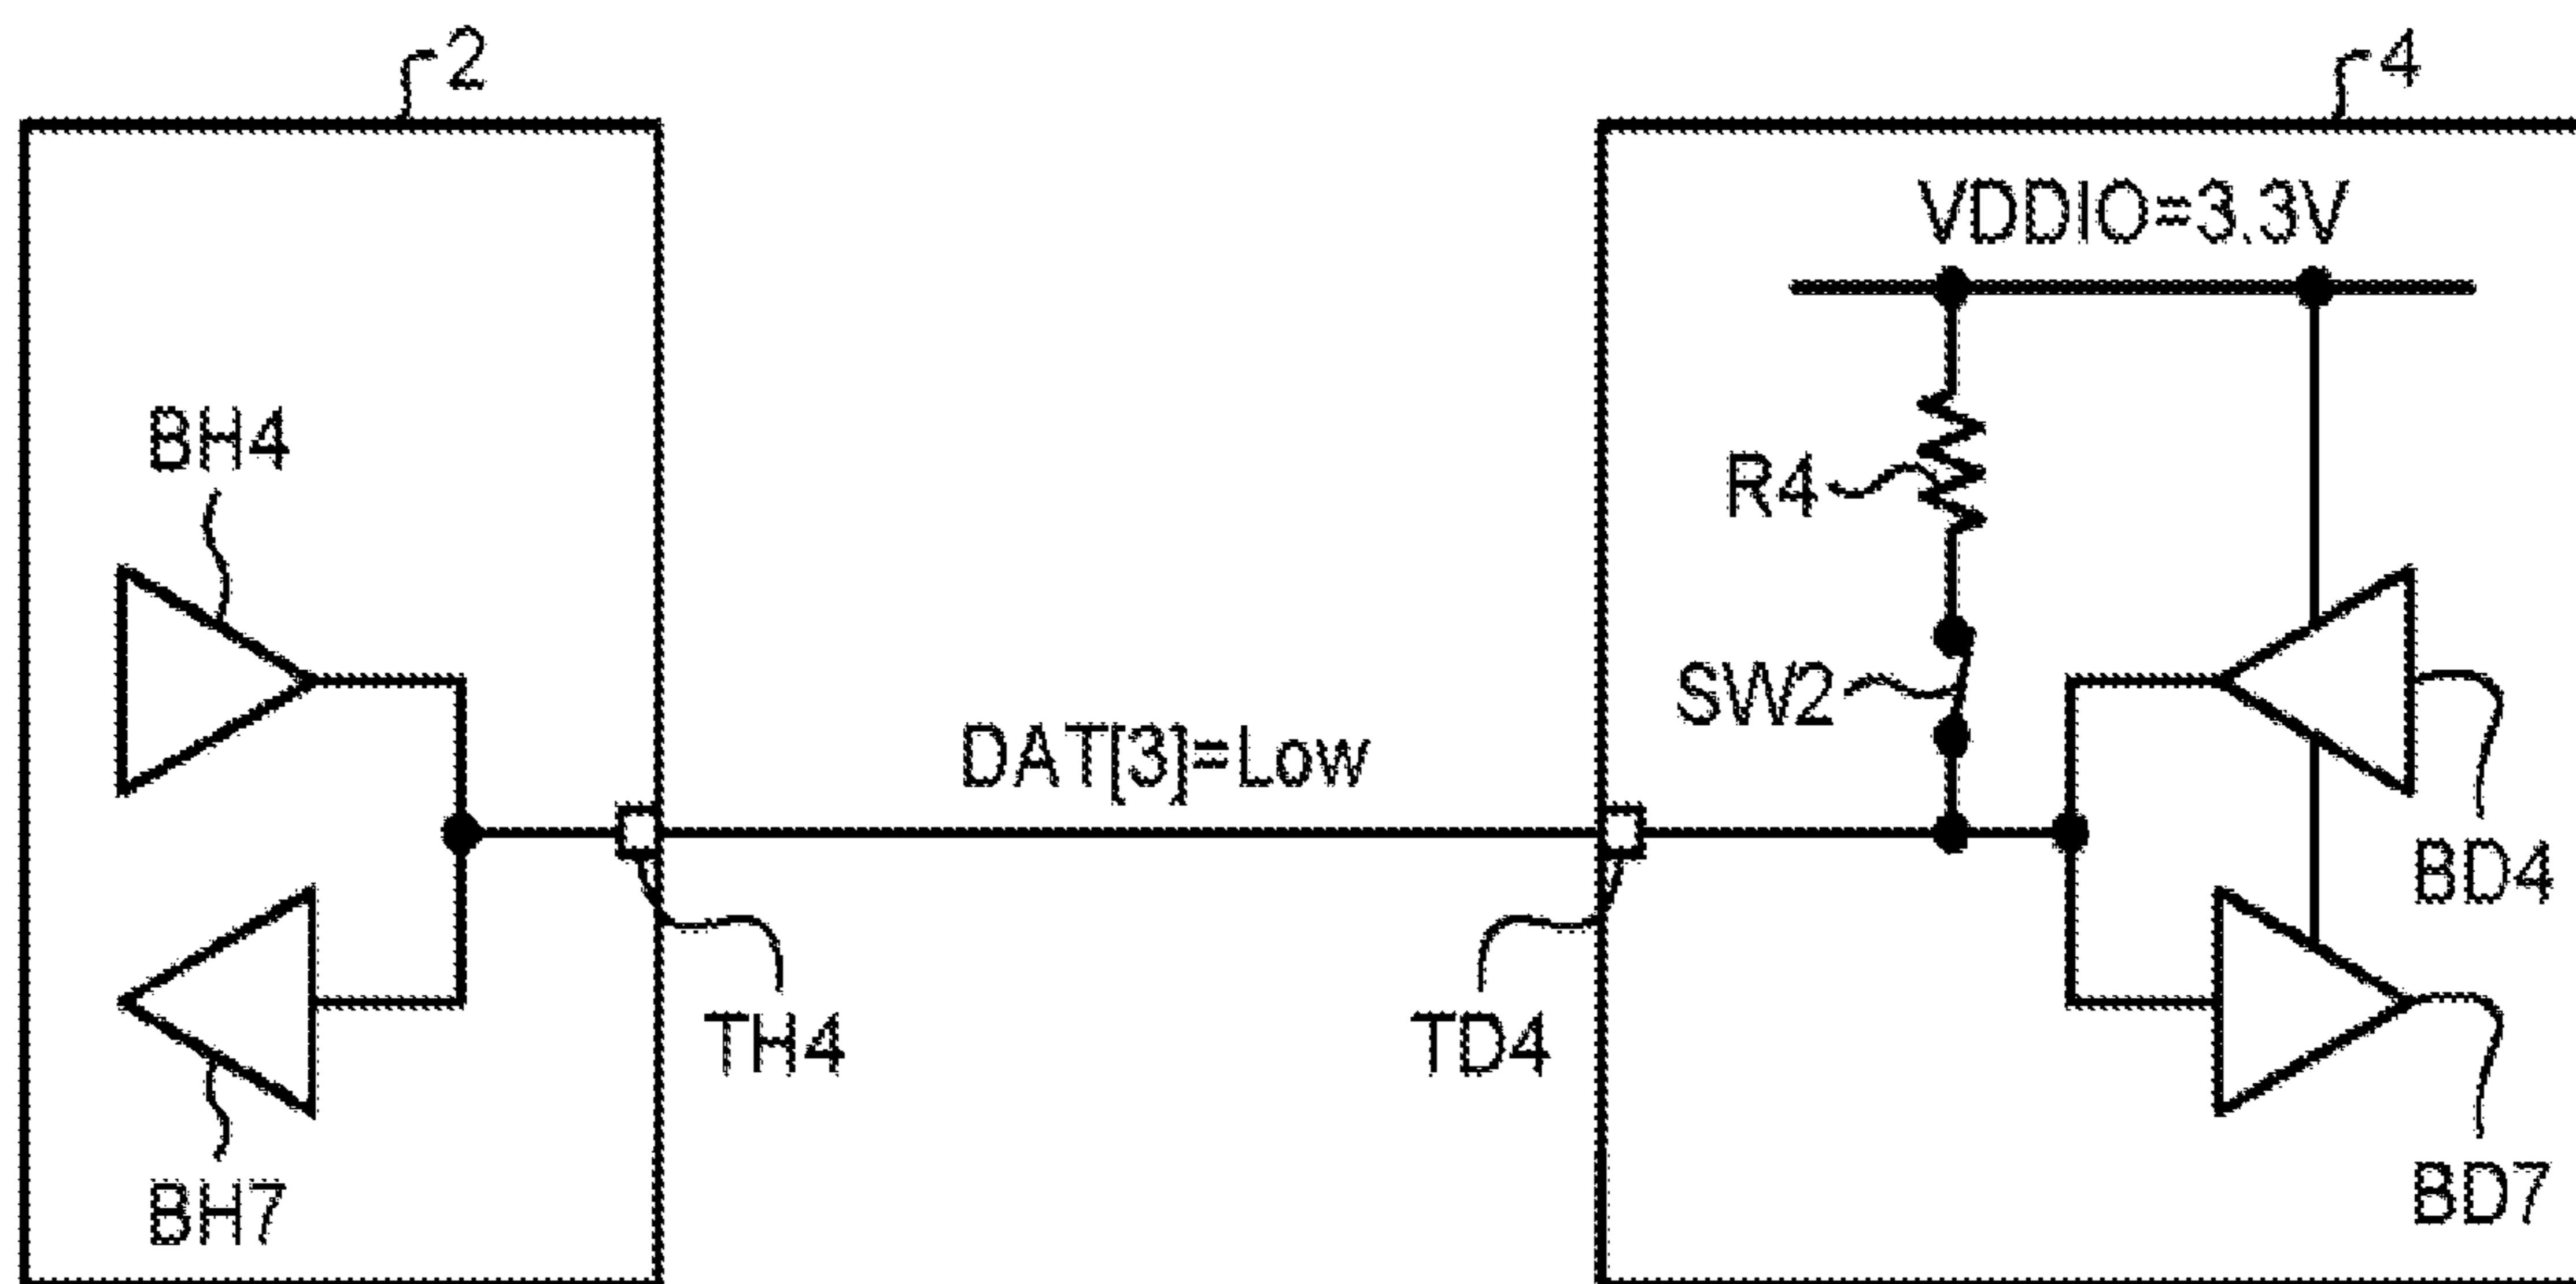 2
4
VDDIO=3.3V
BH4
R4
SW2
DAT[3]=Low
BD4
TH4
TD4
BH7
BD7